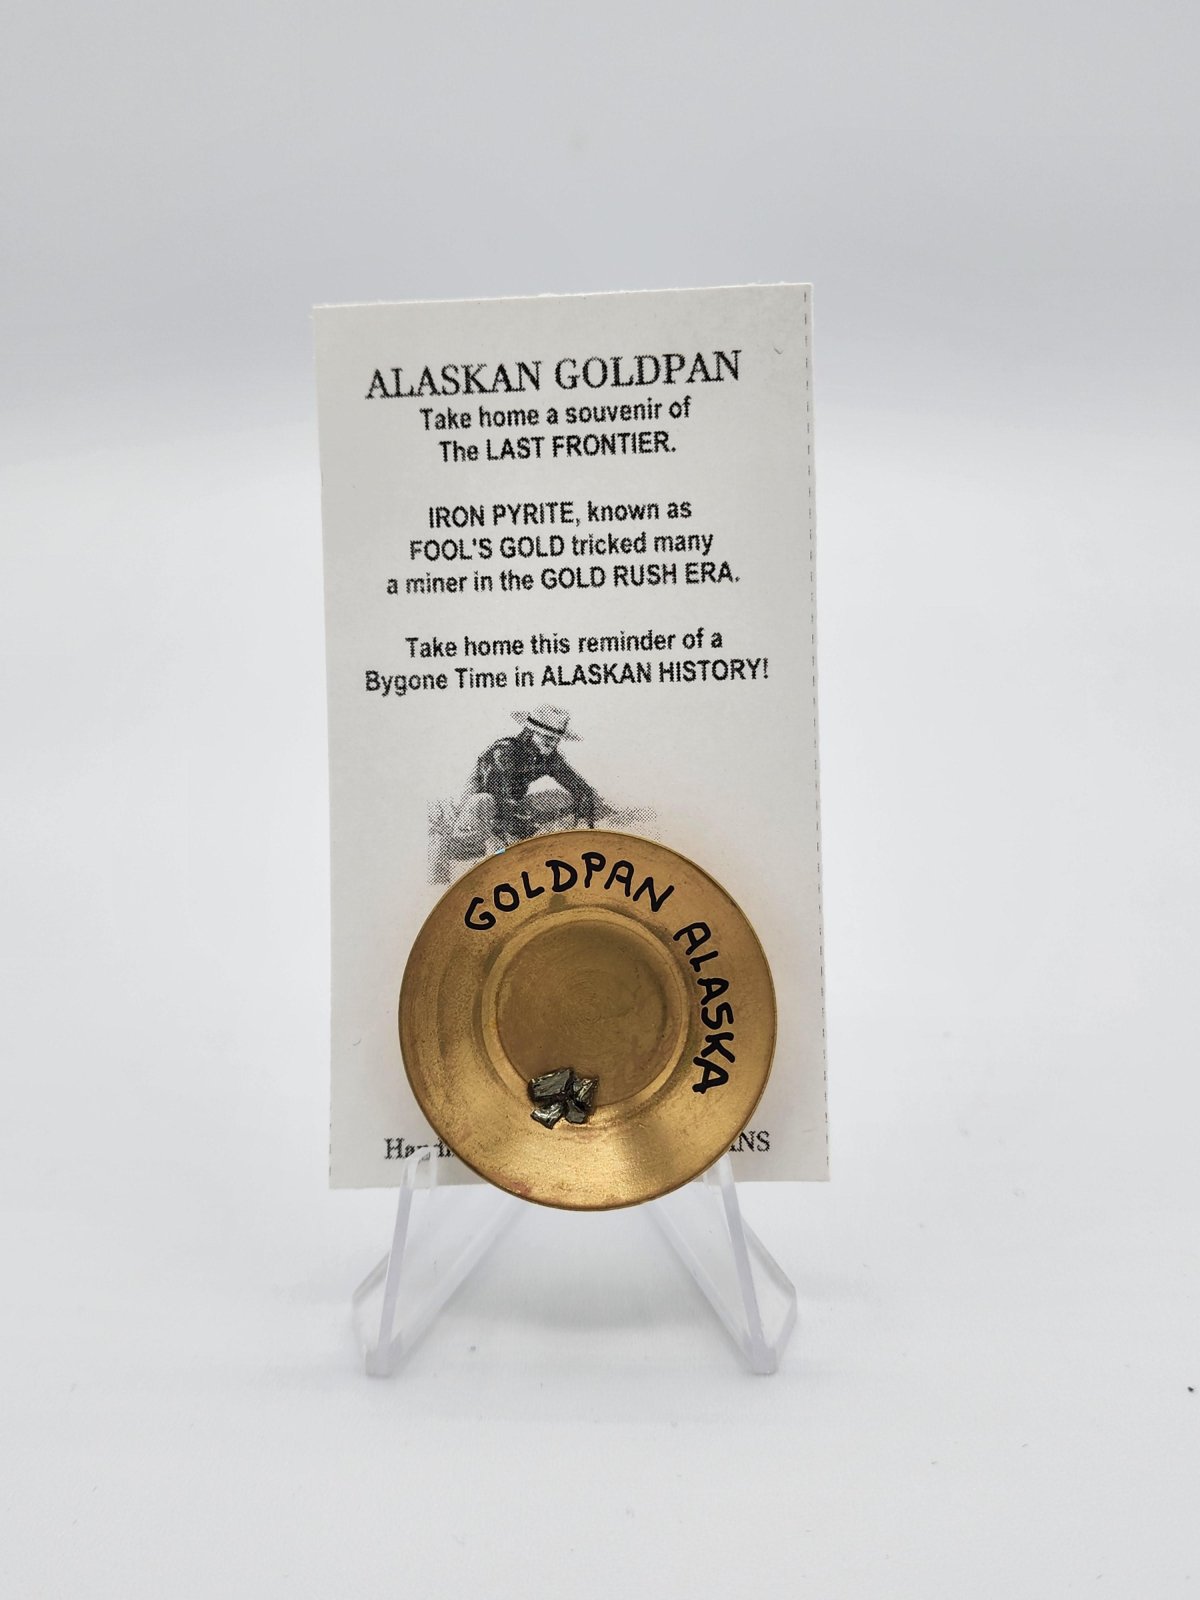 ALASKAN GOLDPAN
Take home a souvenir of
The LAST FRONTIER.
IRON PYRITE, known as
FOOL'S GOLD tricked many
a miner in the GOLD RUSH ERA.
Take home this reminder of a
Bygone Time in ALASKAN HISTORY!
GOLDPAN ALASKA